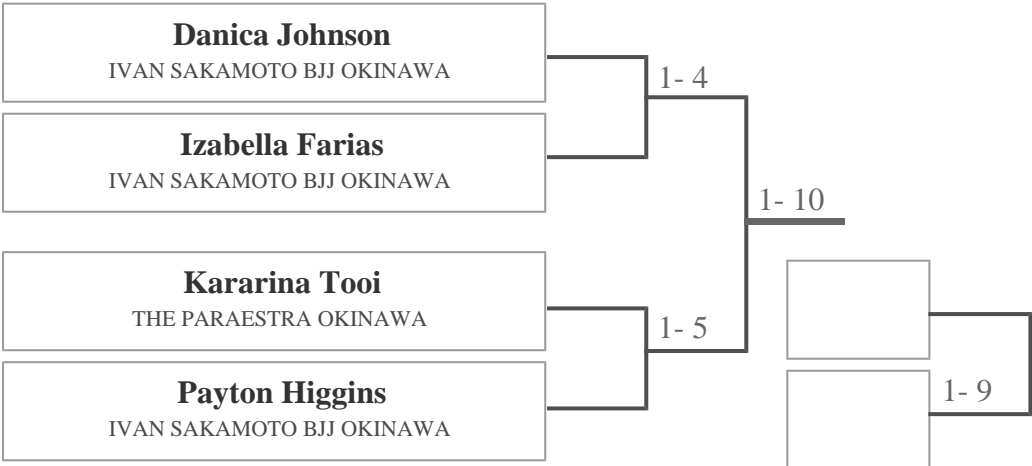 Danica Johnson
IVAN SAKAMOTO BJJ OKINAWA
1- 4
Izabella Farias
IVAN SAKAMOTO BJJ OKINAWA
1- 10
Kararina Tooi
THE PARAESTRA OKINAWA
1- 5
Payton Higgins
IVAN SAKAMOTO BJJ OKINAWA
1- 9